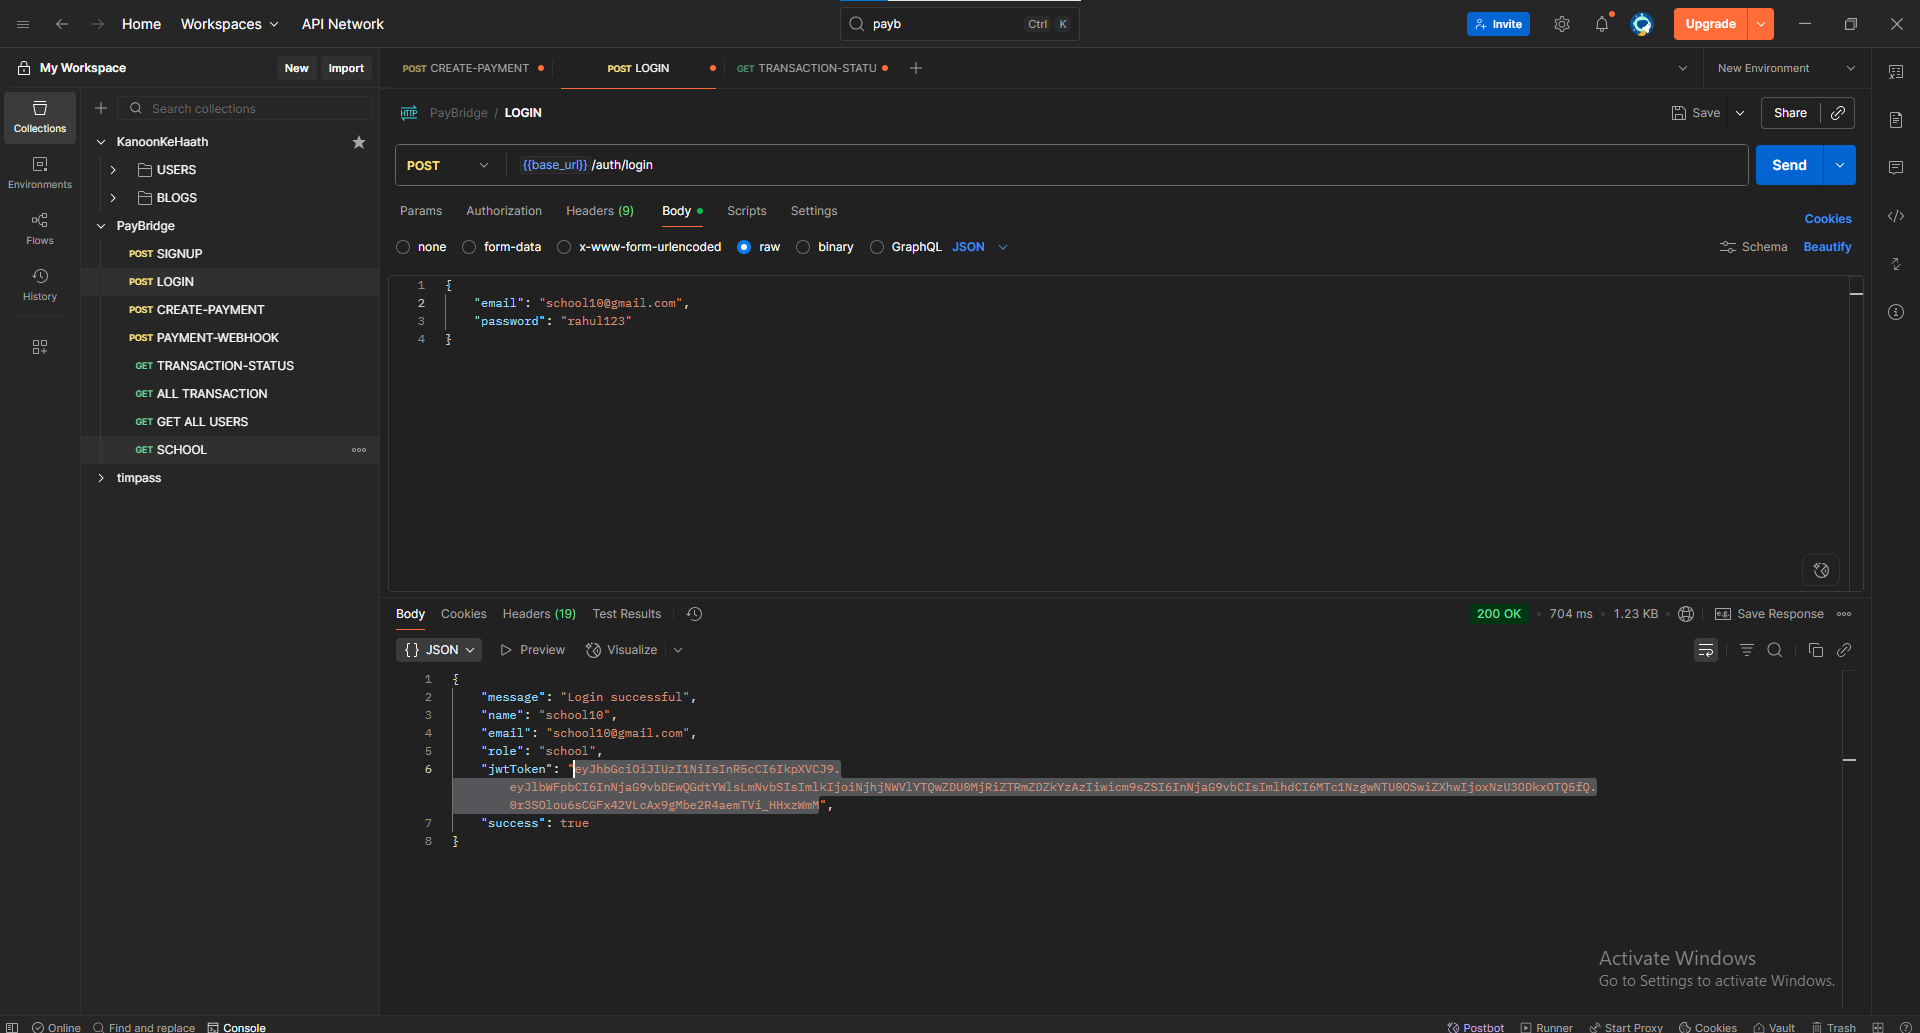 Home Workspaces API Network payb Ctrl K Invite Upgrade
My Workspace New Import
POST CREATE-PAYMENT POST LOGIN GET TRANSACTION-STATU New Environment
Search collections
Collections
Environments
Flows
History
KanoonKeHaath
USERS
BLOGS
PayBridge
POST SIGNUP
POST LOGIN
POST CREATE-PAYMENT
POST PAYMENT-WEBHOOK
GET TRANSACTION-STATUS
GET ALL TRANSACTION
GET GET ALL USERS
GET SCHOOL
timpass
HTTP PayBridge / LOGIN Save Share
POST {{base_url}} /auth/login Send
Params Authorization Headers (9) Body Scripts Settings Cookies
none form-data x-www-form-urlencoded raw binary GraphQL JSON Schema Beautify
1 {
2 "email": "school10@gmail.com",
3 "password": "rahul123"
4 }
Body Cookies Headers (19) Test Results 200 OK 704 ms 1.23 KB e.g. Save Response
{} JSON Preview Visualize
1 {
2 "message": "Login successful",
3 "name": "school10",
4 "email": "school10@gmail.com",
5 "role": "school",
6 "jwtToken": "eyJhbGciOiJIUzI1NiIsInR5cCI6IkpXVCJ9.
eyJlbWFpbCI6InNjaG9vbDEwQGdtYWlsLmNvbSIsImlkIjoiNjhjNWVlYTQwZDU0MjRiZTRmZDZkYzAzIiwicm9sZSI6InNjaG9vbCIsImlhdCI6MTc1NzgwNTU0OSwiZXhwIjoxNzU3ODkxOTQ5fQ.
0r3SOlou6sCGFx42VLcAx9gMbe2R4aemTVi_HHxzWmM",
7 "success": true
8 }
Activate Windows
Go to Settings to activate Windows.
Online Find and replace Console Postbot Runner Start Proxy Cookies Vault Trash